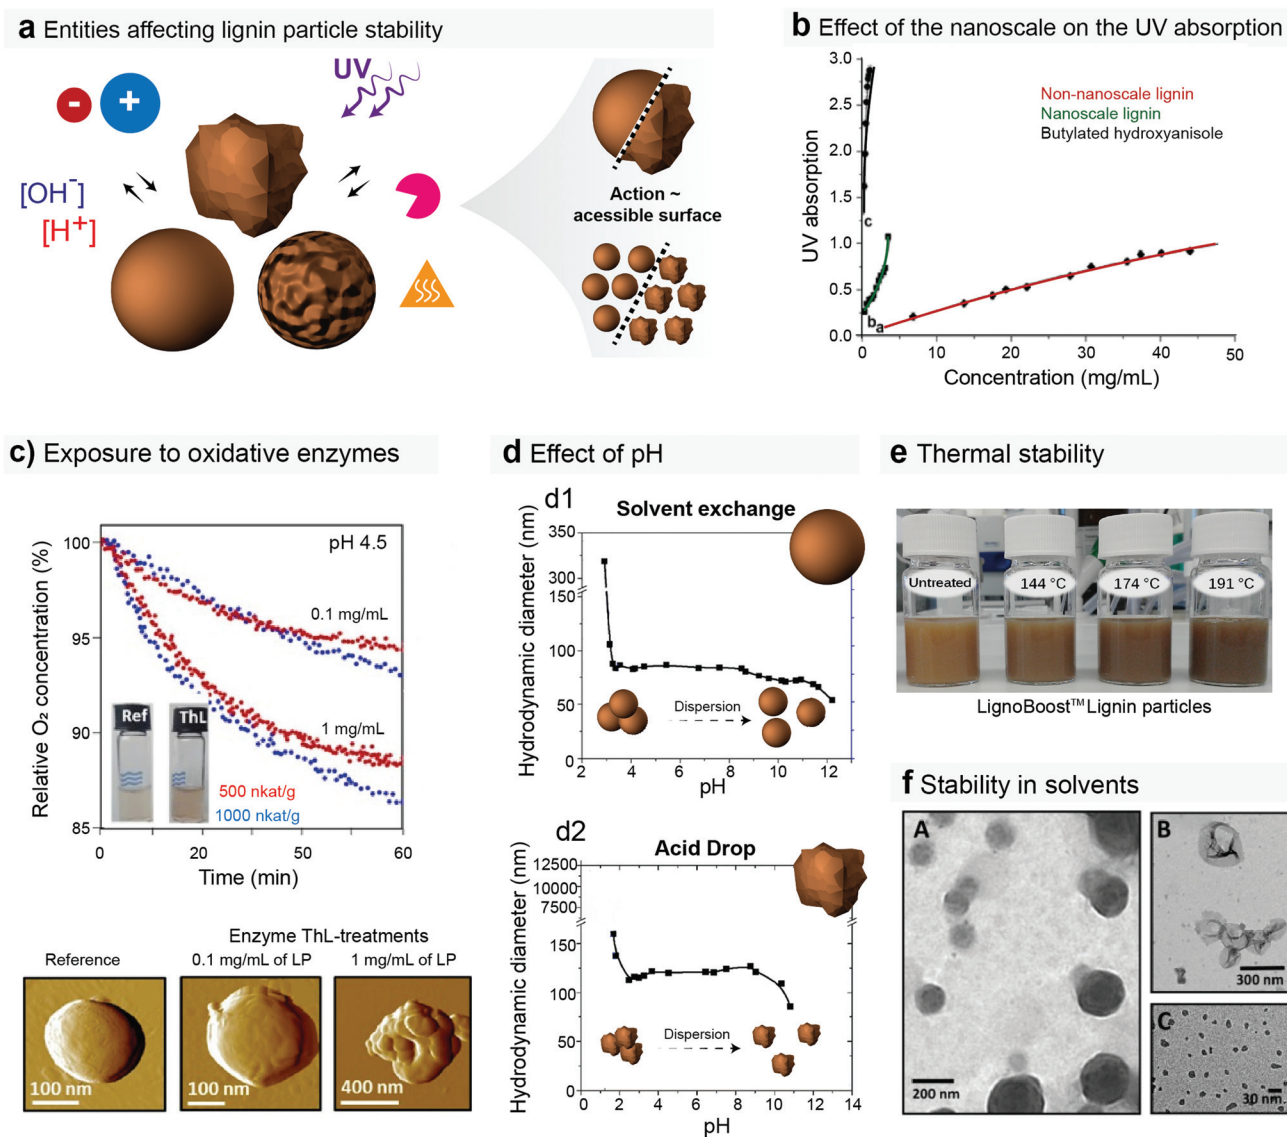 a Entities affecting lignin particle stability
- +
UV
[OH⁻]
[H⁺]
Action ~
acessible surface
b Effect of the nanoscale on the UV absorption
Non-nanoscale lignin
Nanoscale lignin
Butylated hydroxyanisole
UV absorption
3.0
2.5
2.0
1.5
1.0
0.5
0.0
c
b
a
0 10 20 30 40 50
Concentration (mg/mL)
c) Exposure to oxidative enzymes
pH 4.5
Relative O₂ concentration (%)
100
95
90
85
0.1 mg/mL
1 mg/mL
Ref ThL
500 nkat/g
1000 nkat/g
0 20 20 60
Time (min)
Enzyme ThL-treatments
Reference 0.1 mg/mL of LP 1 mg/mL of LP
100 nm 100 nm 400 nm
d Effect of pH
d1
Solvent exchange
Hydrodynamic diameter (nm)
350
300
150
100
50
0
Dispersion
2 4 6 8 10 12
pH
d2
Acid Drop
Hydrodynamic diameter (nm)
12500
10000
7500
150
100
50
0
Dispersion
0 2 4 6 8 10 12 14
pH
e Thermal stability
Untreated 144 °C 174 °C 191 °C
LignoBoost™ Lignin particles
f Stability in solvents
A
200 nm
B
300 nm
C
30 nm